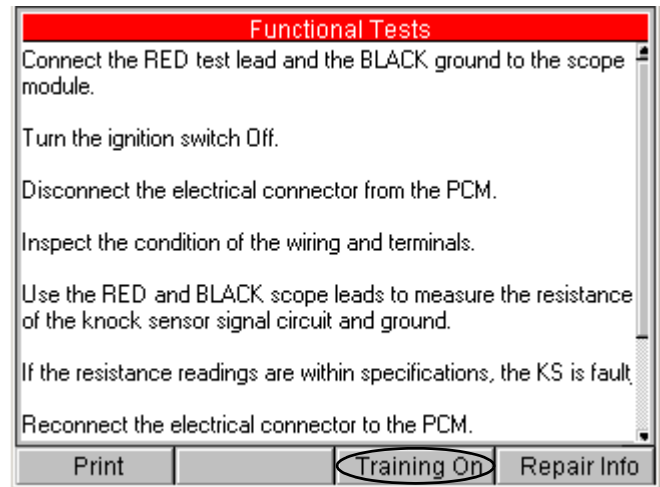 Functional Tests
Connect the RED test lead and the BLACK ground to the scope
module.
Turn the ignition switch Off.
Disconnect the electrical connector from the PCM.
Inspect the condition of the wiring and terminals.
Use the RED and BLACK scope leads to measure the resistance
of the knock sensor signal circuit and ground.
If the resistance readings are within specifications, the KS is fault
Reconnect the electrical connector to the PCM.
Print Training On Repair Info